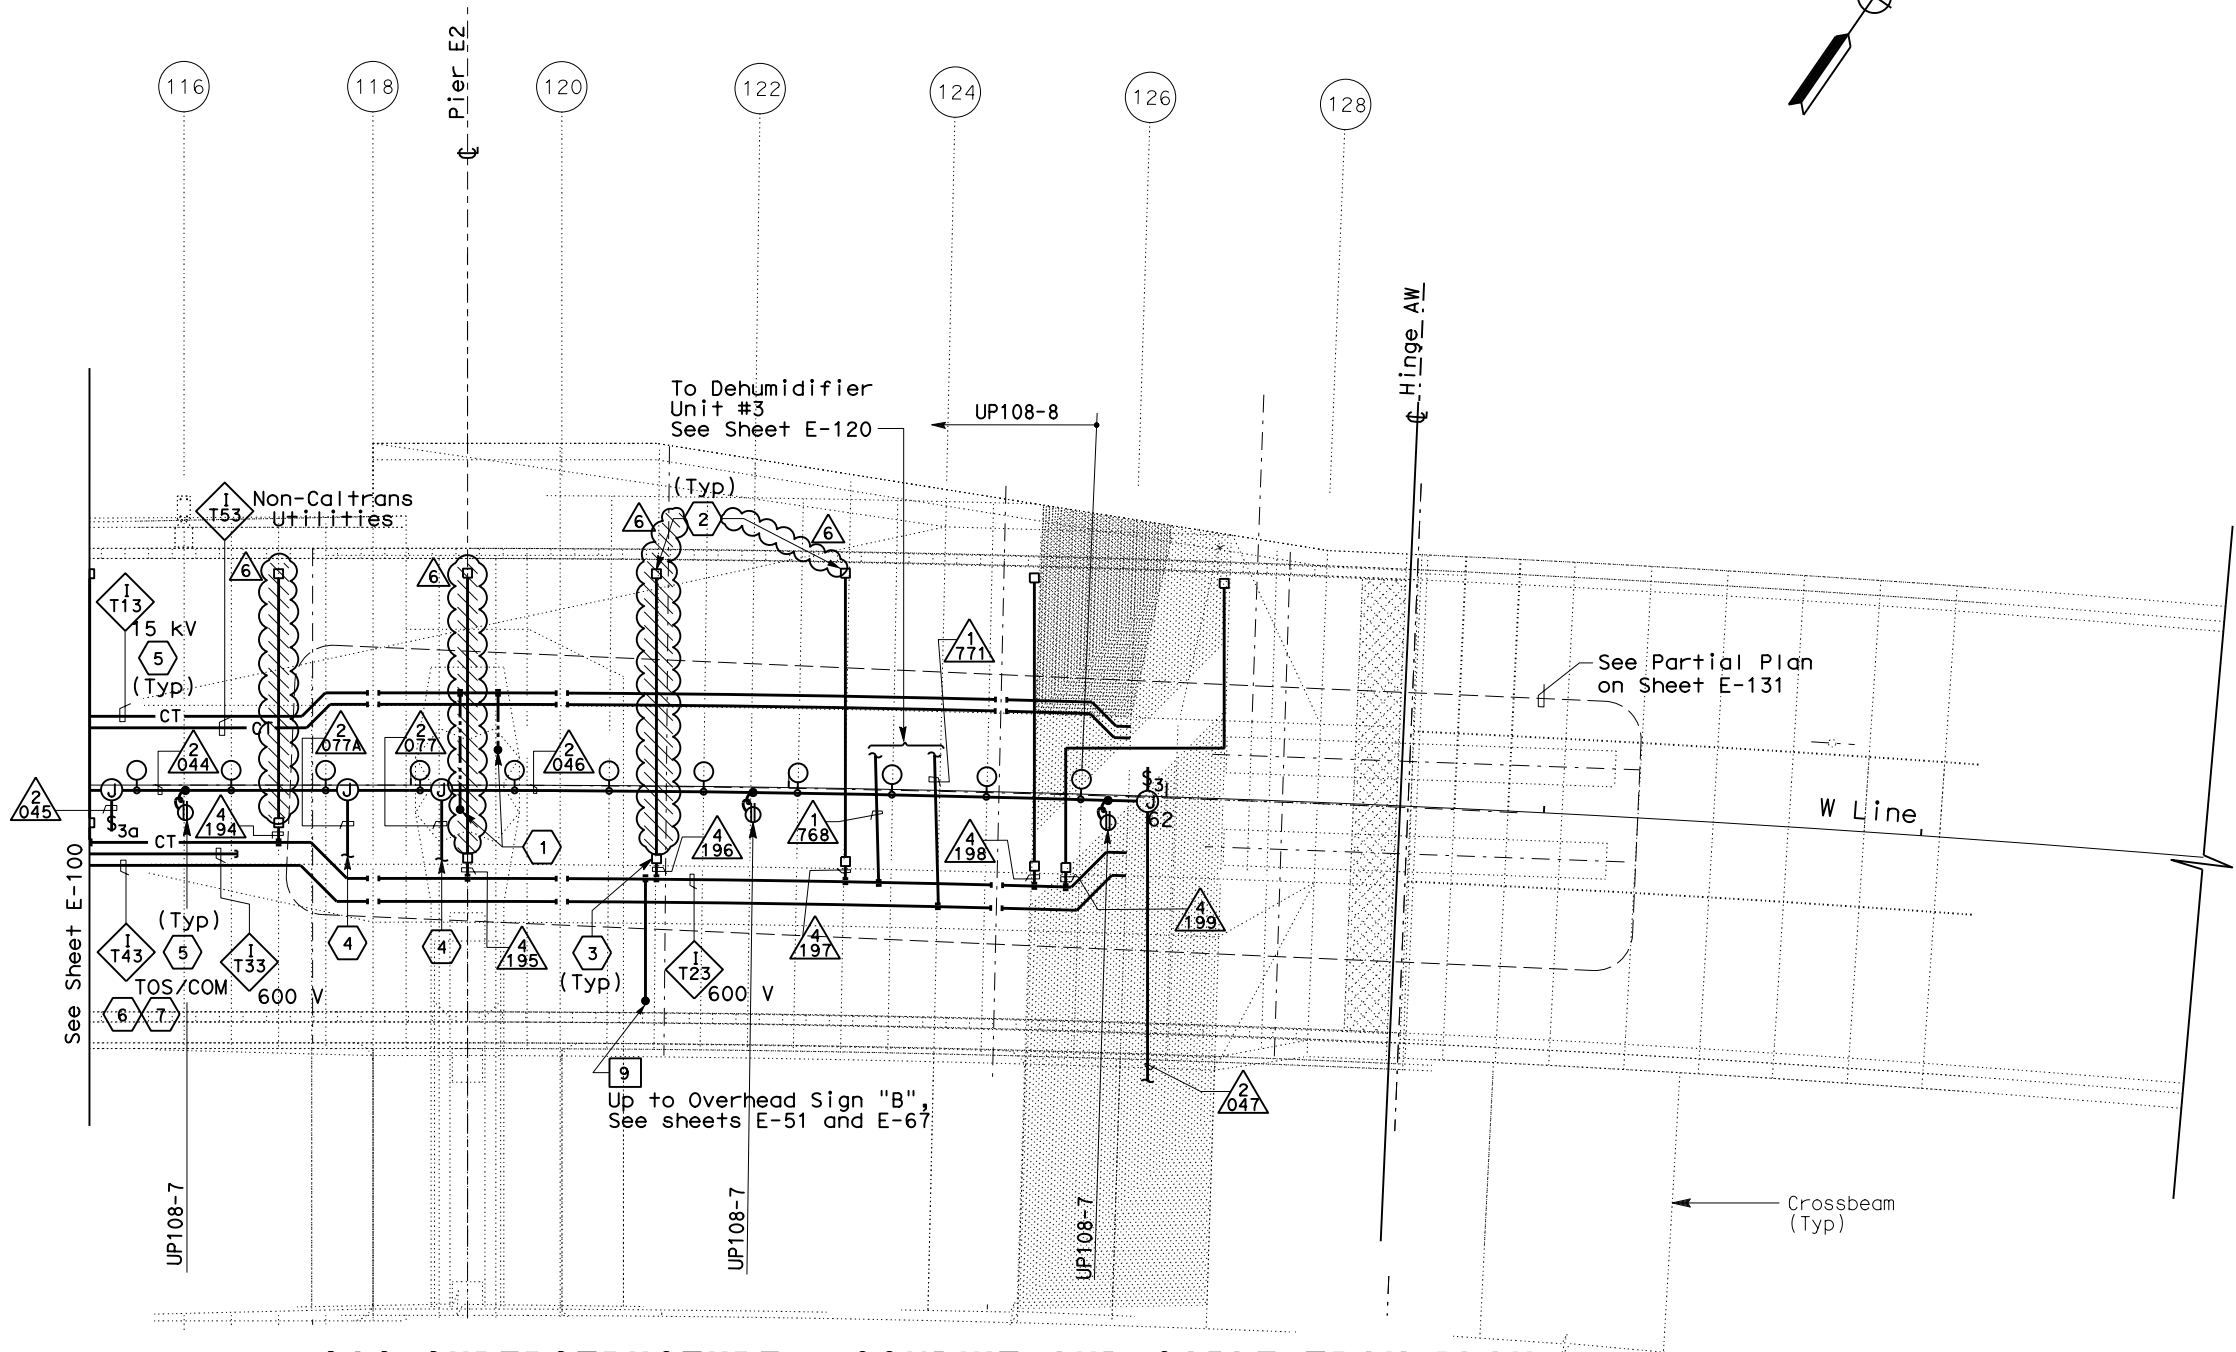 116
118
Pier E2
120
122
124
126
128
Hinge AW
To Dehumidifier
Unit #3
See Sheet E-120
UP108-8
I
T53
Non-Caltrans
Utilities
(Typ)
2
6
6
6
6
I
T13
15 kV
5
(Typ)
1
771
See Partial Plan
on Sheet E-131
CT
CT
2
044
2
077A
2
077
2
046
J
J
J
2
045
S3a
4
194
CT
1
4
196
1
768
4
198
S3
J
62
W Line
See Sheet E-100
(Typ)
I
T43
5
I
T33
4
4
4
195
3
(Typ)
I
T23
600 V
4
197
4
199
TOS/COM
600 V
6
7
9
Up to Overhead Sign "B",
See sheets E-51 and E-67
2
047
UP108-7
UP108-7
UP108-7
Crossbeam
(Typ)